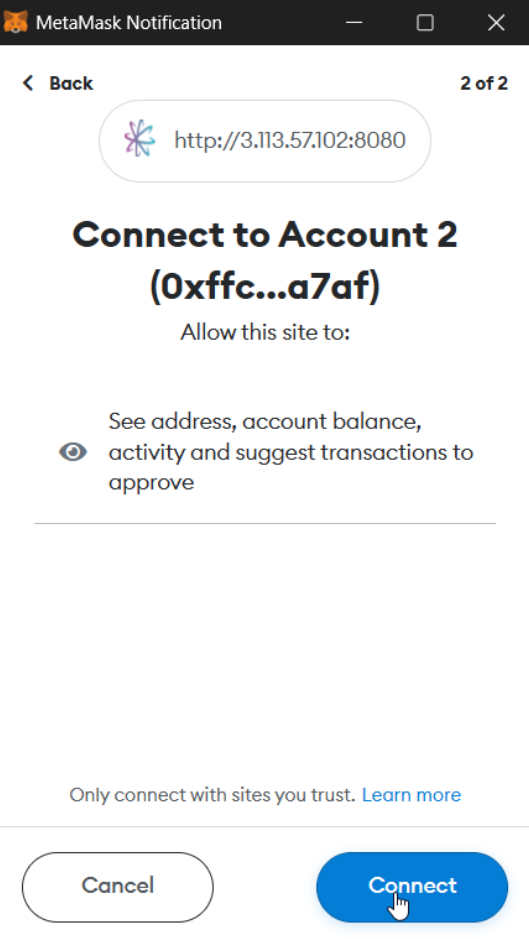 MetaMask Notification
Back
2 of 2
http://3.113.57.102:8080
Connect to Account 2
(0xffc...a7af)
Allow this site to:
See address, account balance,
activity and suggest transactions to
approve
Only connect with sites you trust. Learn more
Cancel
Connect